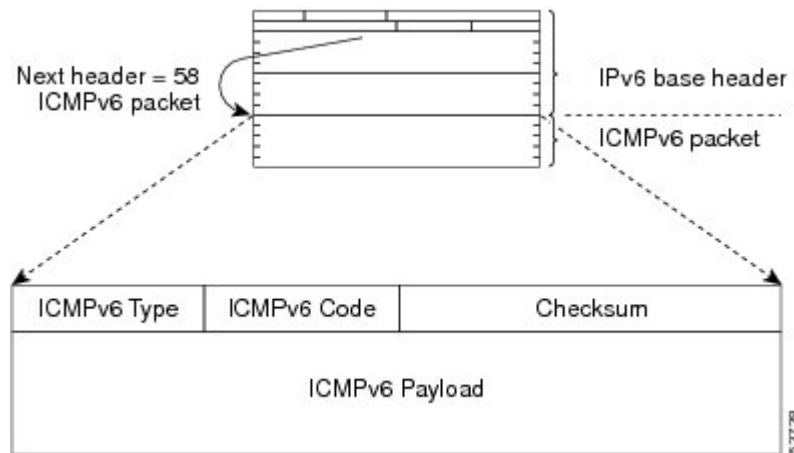 Next header = 58
ICMPv6 packet
IPv6 base header
ICMPv6 packet
ICMPv6 Type
ICMPv6 Code
Checksum
ICMPv6 Payload